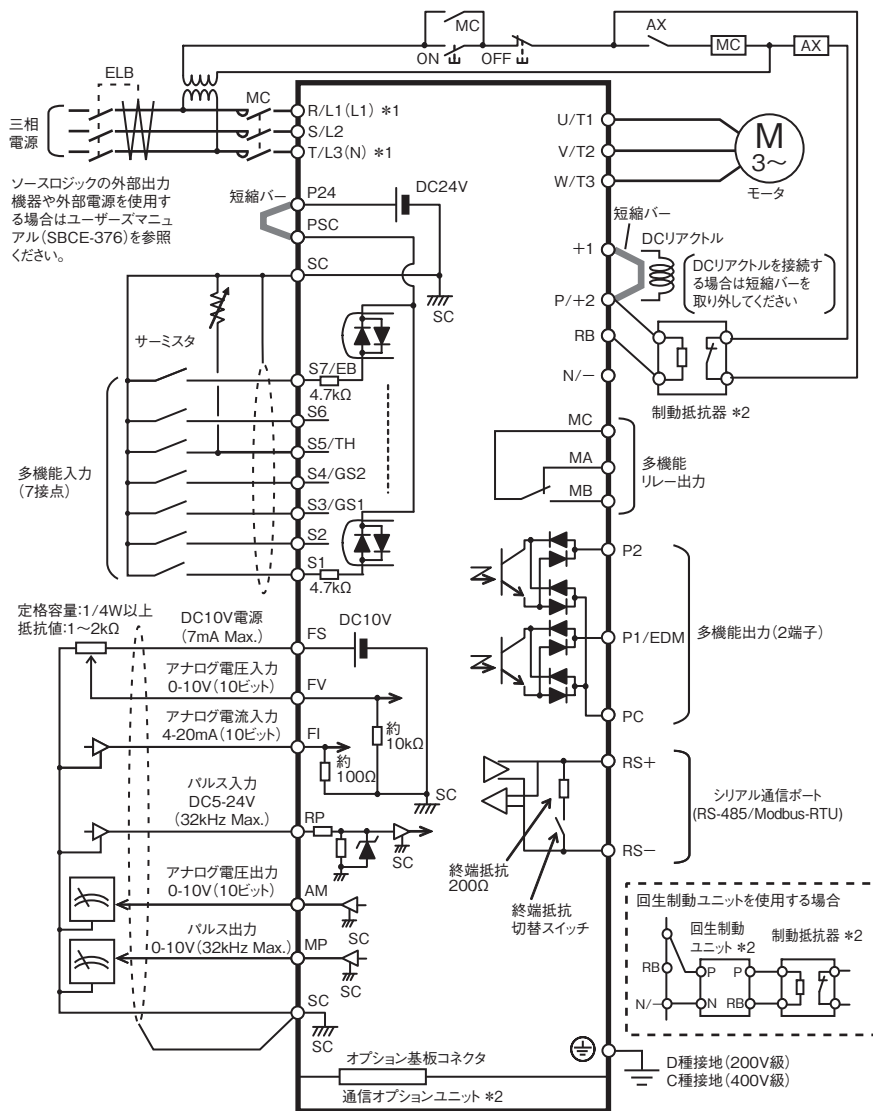 MC
ON
OFF
AX
MC
AX
ELB
MC
三相
電源
R/L1(L1) *1
S/L2
T/L3(N) *1
U/T1
V/T2
W/T3
M
3～
モータ
ソースロジックの外部出力
機器や外部電源を使用す
る場合はユーザーズマニュ
アル(SBCE-376)を参照
ください。
短絡バー
P24
DC24V
PSC
SC
SC
サーミスタ
短絡バー
+1
DCリアクトル
DCリアクトルを接続す
る場合は短絡バーを
取り外してください
P/+2
RB
N/−
制動抵抗器 *2
S7/EB
4.7kΩ
S6
S5/TH
S4/GS2
S3/GS1
S2
S1
4.7kΩ
多機能入力
(7接点)
MC
MA
MB
多機能
リレー出力
P2
P1/EDM
PC
多機能出力(2端子)
定格容量:1/4W以上
抵抗値:1～2kΩ
DC10V電源
(7mA Max.)
FS
DC10V
アナログ電圧入力
0-10V(10ビット)
FV
アナログ電流入力
4-20mA(10ビット)
FI
約
10kΩ
約
100Ω
SC
パルス入力
DC5-24V
(32kHz Max.)
RP
SC
アナログ電圧出力
0-10V(10ビット)
AM
SC
パルス出力
0-10V(32kHz Max.)
MP
SC
SC
SC
RS+
RS−
シリアル通信ポート
(RS-485/Modbus-RTU)
終端抵抗
200Ω
終端抵抗
切替スイッチ
回生制動ユニットを使用する場合
回生制動
ユニット *2
制動抵抗器 *2
RB
N/−
P
P
N
RB
D種接地(200V級)
C種接地(400V級)
オプション基板コネクタ
通信オプションユニット *2